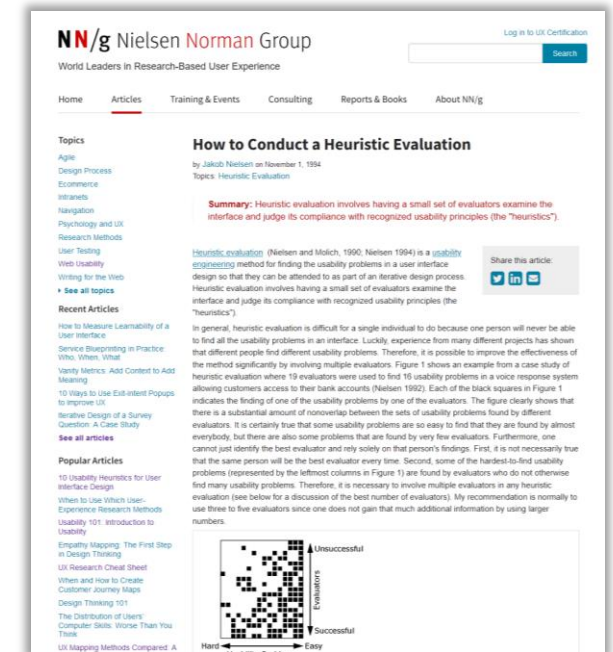 NN/g Nielsen Norman Group
Log in to UX Certification
Search
World Leaders in Research-Based User Experience
Home Articles Training & Events Consulting Reports & Books About NN/g
Topics
Agile
Design Process
Ecommerce
Intranets
Navigation
Psychology and UX
Research Methods
User Testing
Web Usability
Writing for the Web
See all topics
Recent Articles
How to Measure Learnability of a
User Interface
Service Blueprinting in Practice
Who, When, What
Vanity Metrics: Add Context to Add
Meaning
10 Ways to Use Exit-Intent Popups
to Improve UX
Iterative Design of a Survey
Question: A Case Study
See all articles
Popular Articles
10 Usability Heuristics for User
Interface Design
When to Use Which User-
Experience Research Methods
Usability 101: Introduction to
Usability
Empathy Mapping: The First Step
in Design Thinking
UX Research Cheat Sheet
When and How to Create
Customer Journey Maps
Design Thinking 101
The Distribution of Users'
Computer Skills: Worse Than You
Think
UX Mapping Methods Compared: A
How to Conduct a Heuristic Evaluation
by Jakob Nielsen on November 1, 1994
Topics: Heuristic Evaluation
Summary: Heuristic evaluation involves having a small set of evaluators examine the
interface and judge its compliance with recognized usability principles (the "heuristics").
Heuristic evaluation (Nielsen and Molich, 1990; Nielsen 1994) is a usability
engineering method for finding the usability problems in a user interface
design so that they can be attended to as part of an iterative design process.
Heuristic evaluation involves having a small set of evaluators examine the
interface and judge its compliance with recognized usability principles (the
"heuristics").
Share this article:
In general, heuristic evaluation is difficult for a single individual to do because one person will never be able
to find all the usability problems in an interface. Luckily, experience from many different projects has shown
that different people find different usability problems. Therefore, it is possible to improve the effectiveness of
the method significantly by involving multiple evaluators. Figure 1 shows an example from a case study of
heuristic evaluation where 19 evaluators were used to find 16 usability problems in a voice response system
allowing customers access to their bank accounts (Nielsen 1992). Each of the black squares in Figure 1
indicates the finding of one of the usability problems by one of the evaluators. The figure clearly shows that
there is a substantial amount of nonoverlap between the sets of usability problems found by different
evaluators. It is certainly true that some usability problems are so easy to find that they are found by almost
everybody, but there are also some problems that are found by very few evaluators. Furthermore, one
cannot just identify the best evaluator and rely solely on that person's findings. First, it is not necessarily true
that the same person will be the best evaluator every time. Second, some of the hardest-to-find usability
problems (represented by the leftmost columns in Figure 1) are found by evaluators who do not otherwise
find many usability problems. Therefore, it is necessary to involve multiple evaluators in any heuristic
evaluation (see below for a discussion of the best number of evaluators). My recommendation is normally to
use three to five evaluators since one does not gain that much additional information by using larger
numbers.
Unsuccessful
Evaluators
Successful
Hard Easy